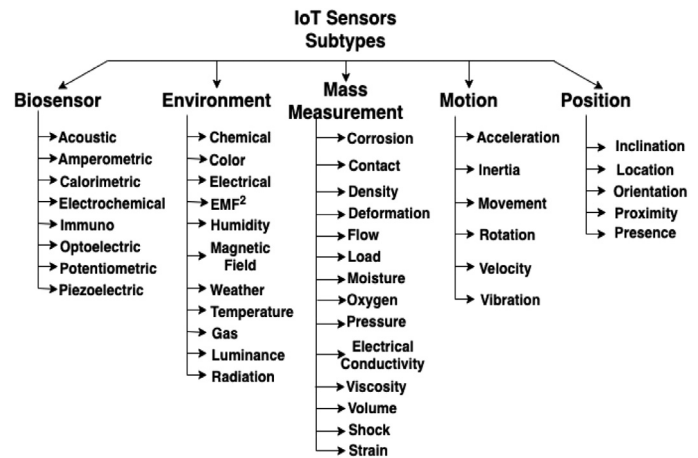 IoT Sensors
Subtypes
Biosensor
Acoustic
Amperometric
Calorimetric
Electrochemical
Immuno
Optoelectric
Potentiometric
Piezoelectric
Environment
Chemical
Color
Electrical
EMF²
Humidity
Magnetic
Field
Weather
Temperature
Gas
Luminance
Radiation
Mass
Measurement
Corrosion
Contact
Density
Deformation
Flow
Load
Moisture
Oxygen
Pressure
Electrical
Conductivity
Viscosity
Volume
Shock
Strain
Motion
Acceleration
Inertia
Movement
Rotation
Velocity
Vibration
Position
Inclination
Location
Orientation
Proximity
Presence